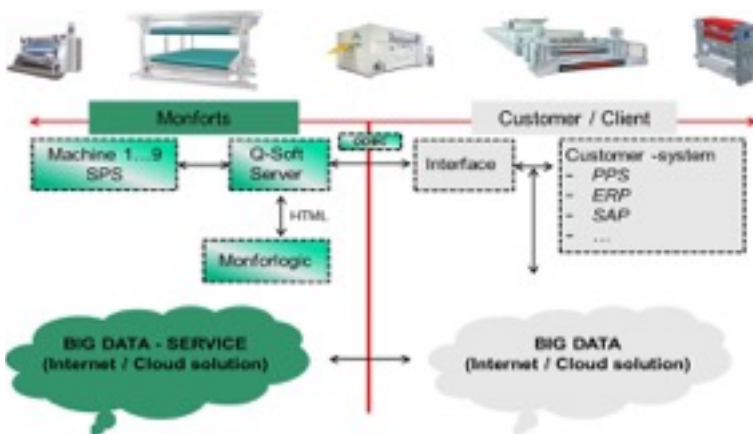 Monforts
Customer / Client
Machine 1...9
SPS
Q-Soft
Server
Interface
Customer -system
- PPS
- ERP
- SAP
- ...
HTML
Monforlogic
BIG DATA - SERVICE
(Internet / Cloud solution)
BIG DATA
(Internet / Cloud solution)